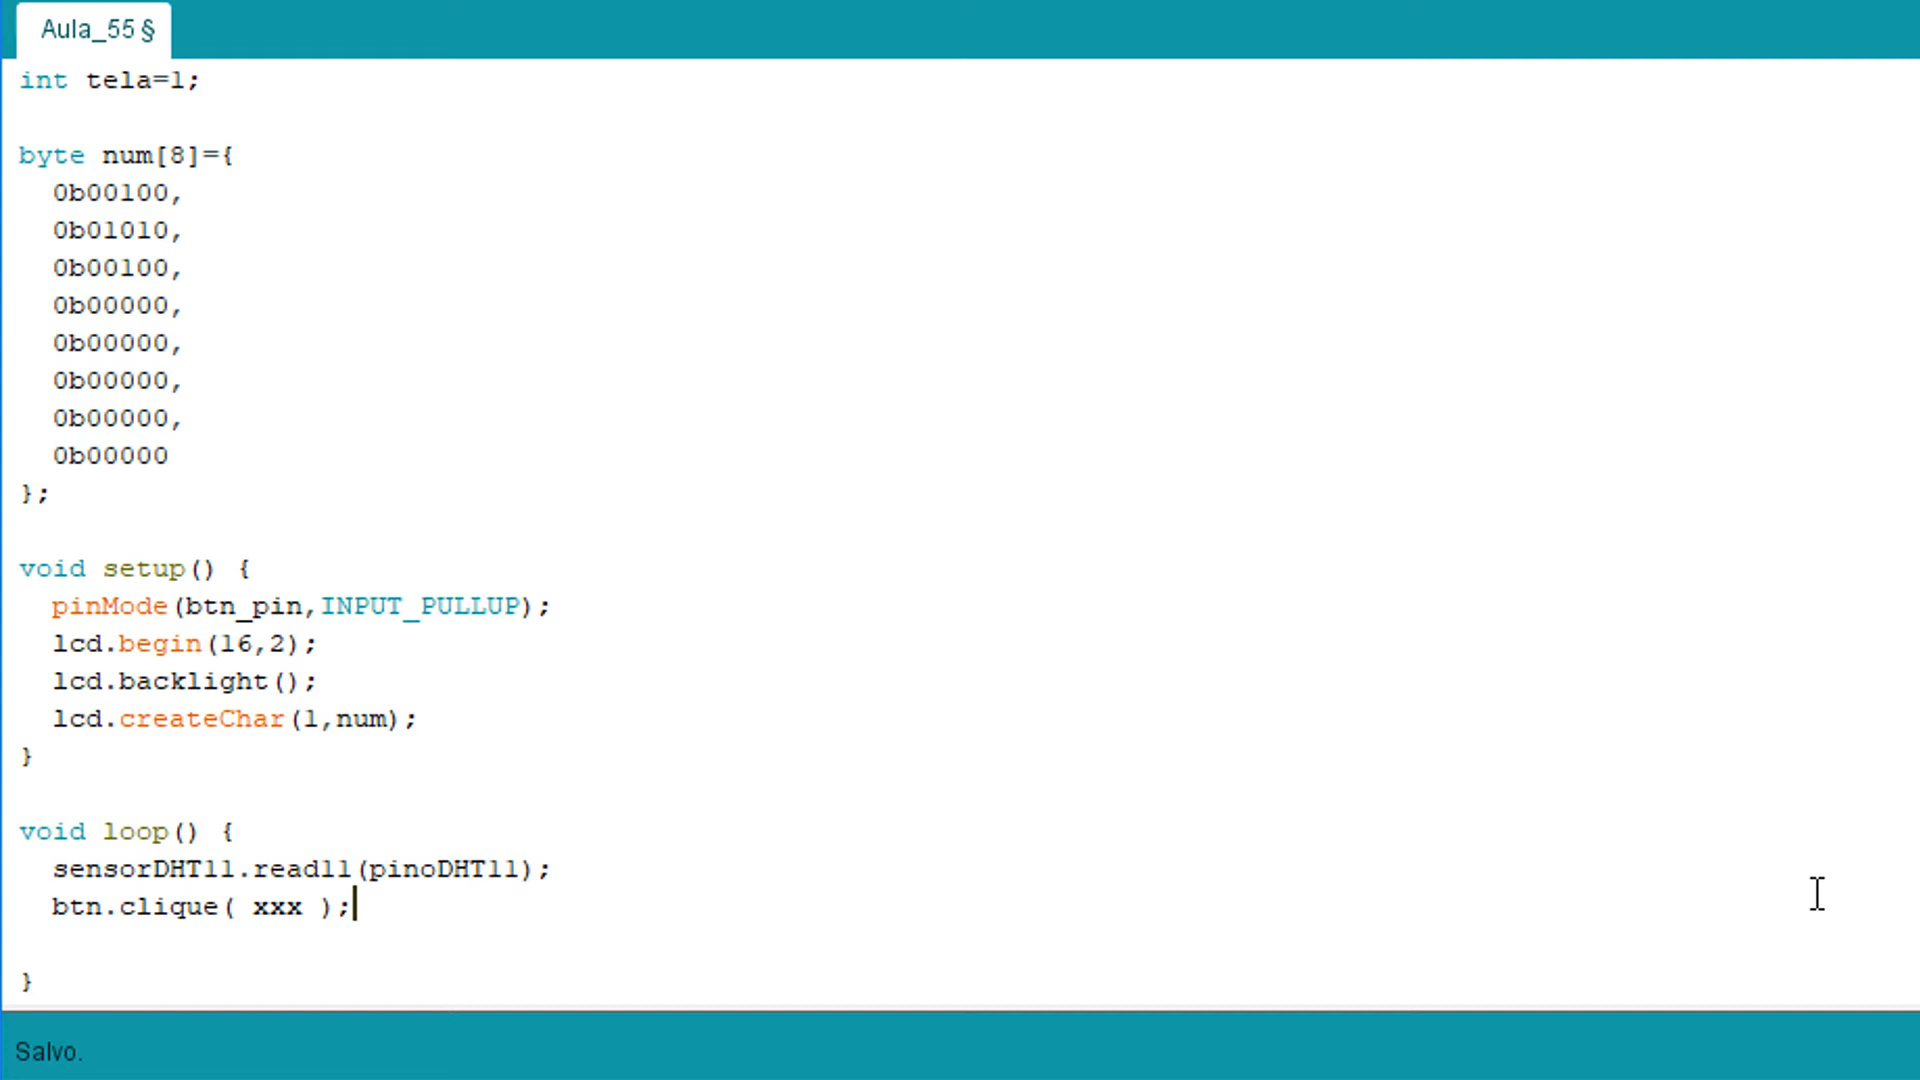 Aula_55 §
int tela=1;
byte num[8]={
0b00100,
0b01010,
0b00100,
0b00000,
0b00000,
0b00000,
0b00000,
0b00000
};
void setup() {
pinMode(btn_pin,INPUT_PULLUP);
lcd.begin(16,2);
lcd.backlight();
lcd.createChar(1,num);
}
void loop() {
sensorDHT11.read11(pinoDHT11);
btn.clique( xxx );
}
Salvo.